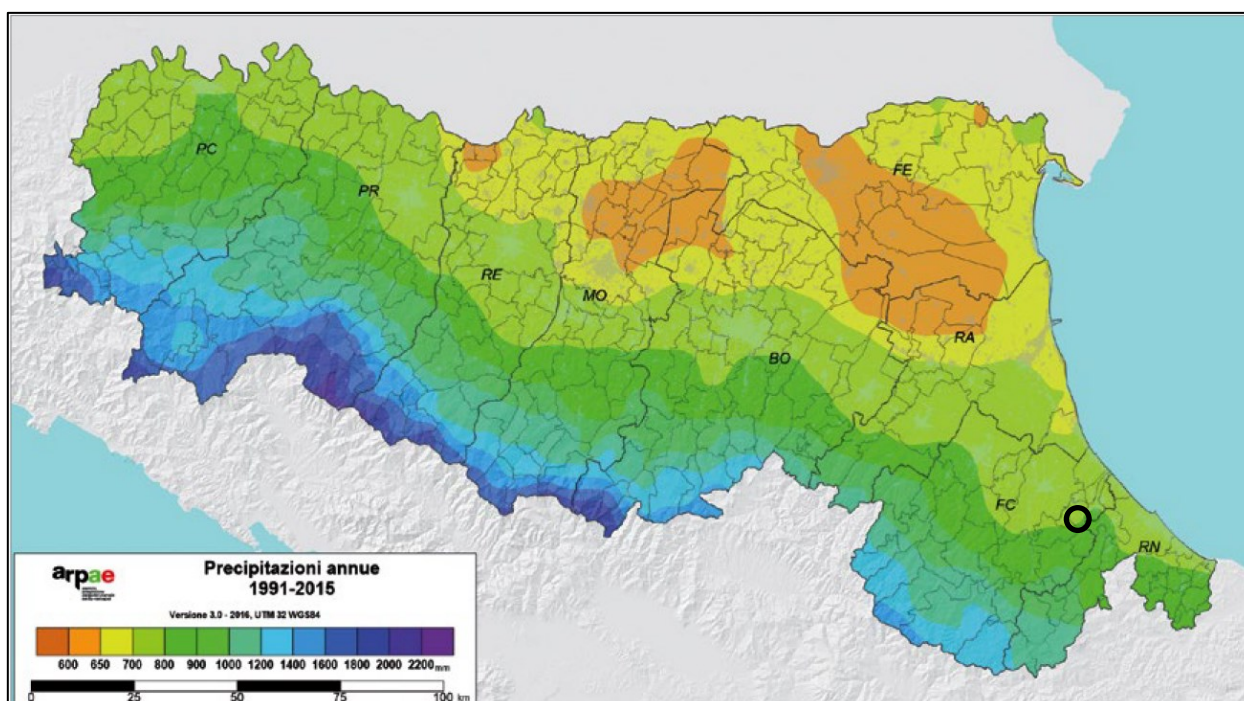 PC
PR
FE
RE
MO
RA
BO
FC
RN
arpae
Precipitazioni annue
1991-2015
Versione 3.0 - 2016, UTM 32 WGS84
600 650 700 800 900 1000 1200 1400 1600 1800 2000 2200 mm
0 25 50 75 100 km